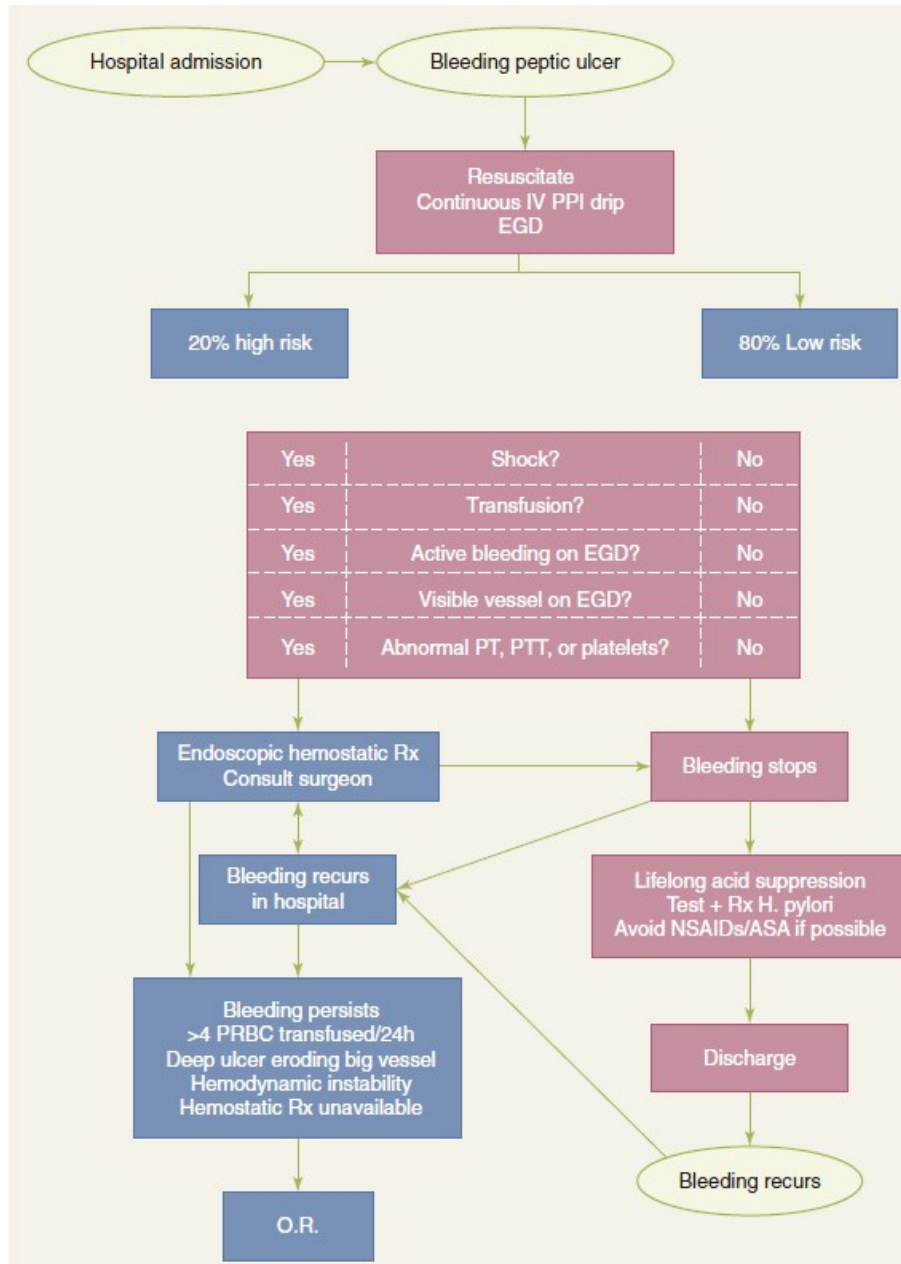 Hospital admission
Bleeding peptic ulcer
Resuscitate
Continuous IV PPI drip
EGD
20% high risk
80% Low risk
Yes Shock? No
Yes Transfusion? No
Yes Active bleeding on EGD? No
Yes Visible vessel on EGD? No
Yes Abnormal PT, PTT, or platelets? No
Endoscopic hemostatic Rx
Consult surgeon
Bleeding stops
Bleeding recurs
in hospital
Lifelong acid suppression
Test + Rx H. pylori
Avoid NSAIDs/ASA if possible
Bleeding persists
>4 PRBC transfused/24h
Deep ulcer eroding big vessel
Hemodynamic instability
Hemostatic Rx unavailable
Discharge
Bleeding recurs
O.R.